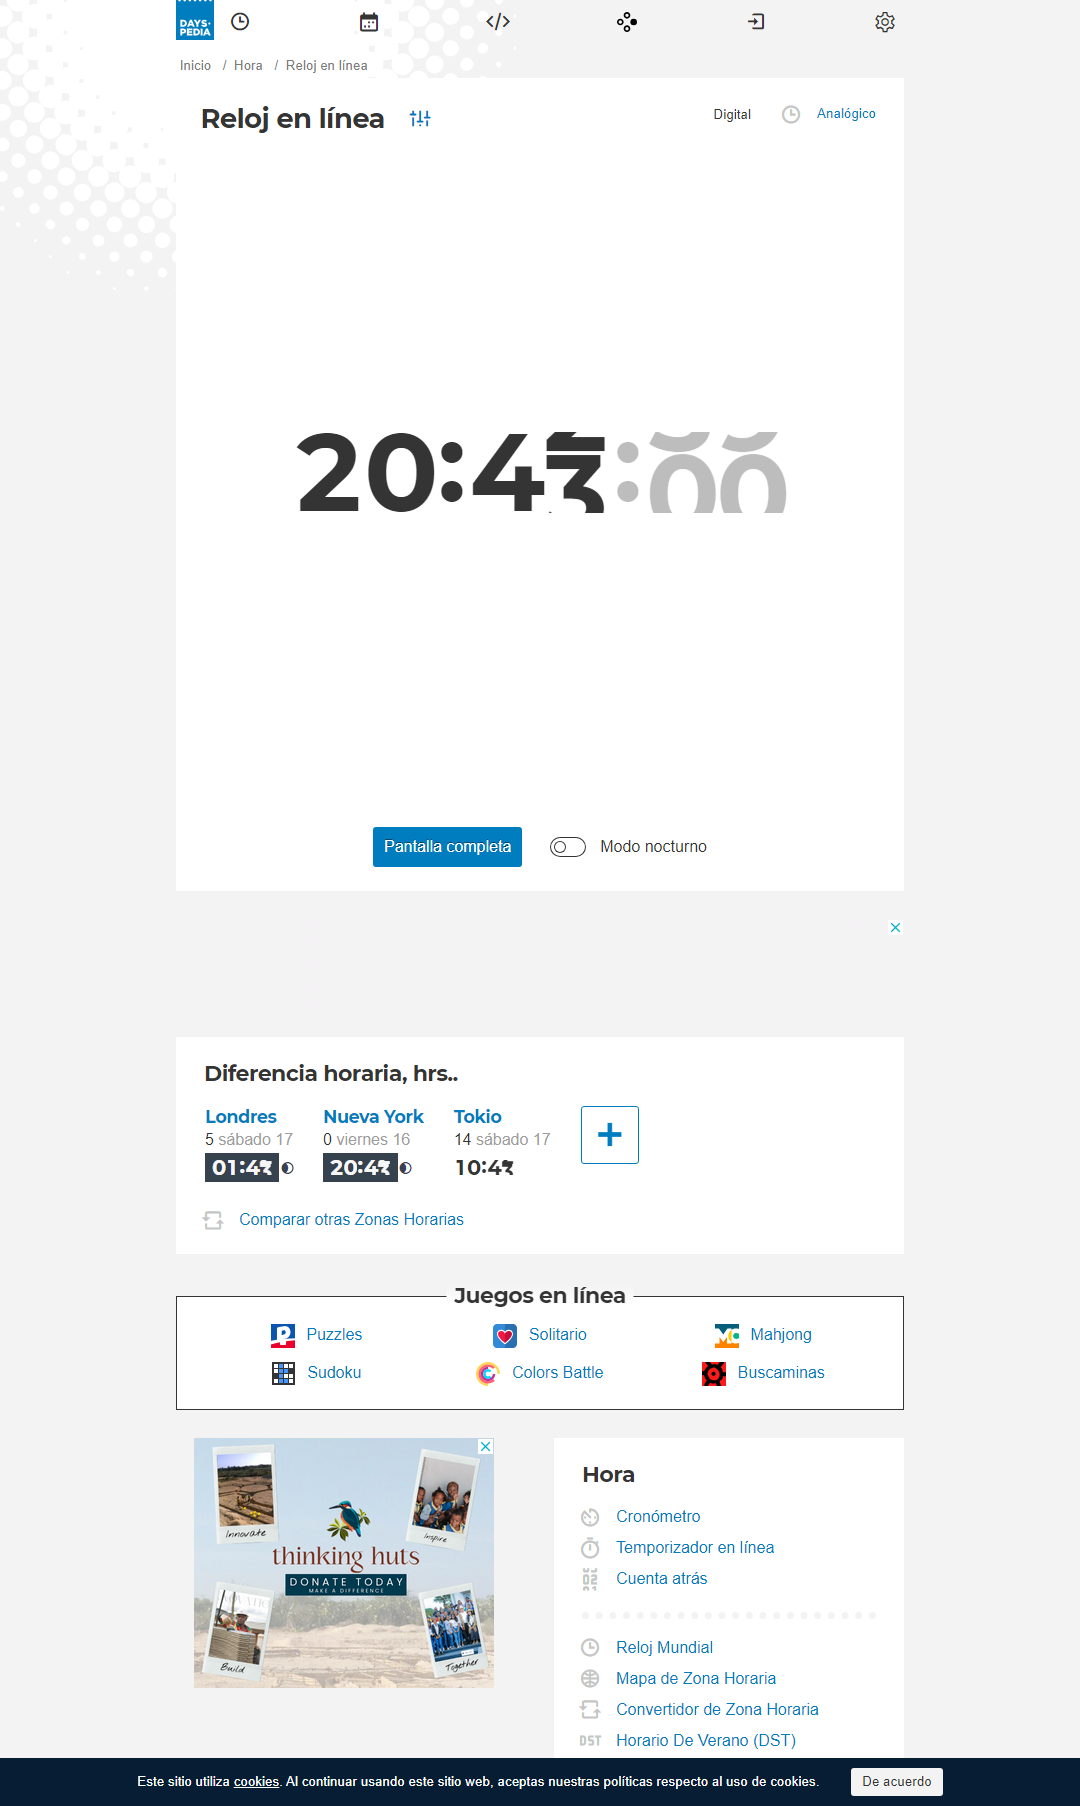 DAYS·
PEDIA
Inicio / Hora / Reloj en línea
Reloj en línea
Digital
Analógico
20:43:00
Pantalla completa
Modo nocturno
Diferencia horaria, hrs..
Londres
5 sábado 17
01:43
Nueva York
0 viernes 16
20:43
Tokio
14 sábado 17
10:43
Comparar otras Zonas Horarias
Juegos en línea
Puzzles
Solitario
Mahjong
Sudoku
Colors Battle
Buscaminas
Innovate
Inspire
thinking huts
DONATE TODAY
MAKE A DIFFERENCE
Build
Together
Hora
Cronómetro
Temporizador en línea
Cuenta atrás
Reloj Mundial
Mapa de Zona Horaria
Convertidor de Zona Horaria
DST Horario De Verano (DST)
Este sitio utiliza cookies. Al continuar usando este sitio web, aceptas nuestras políticas respecto al uso de cookies.
De acuerdo